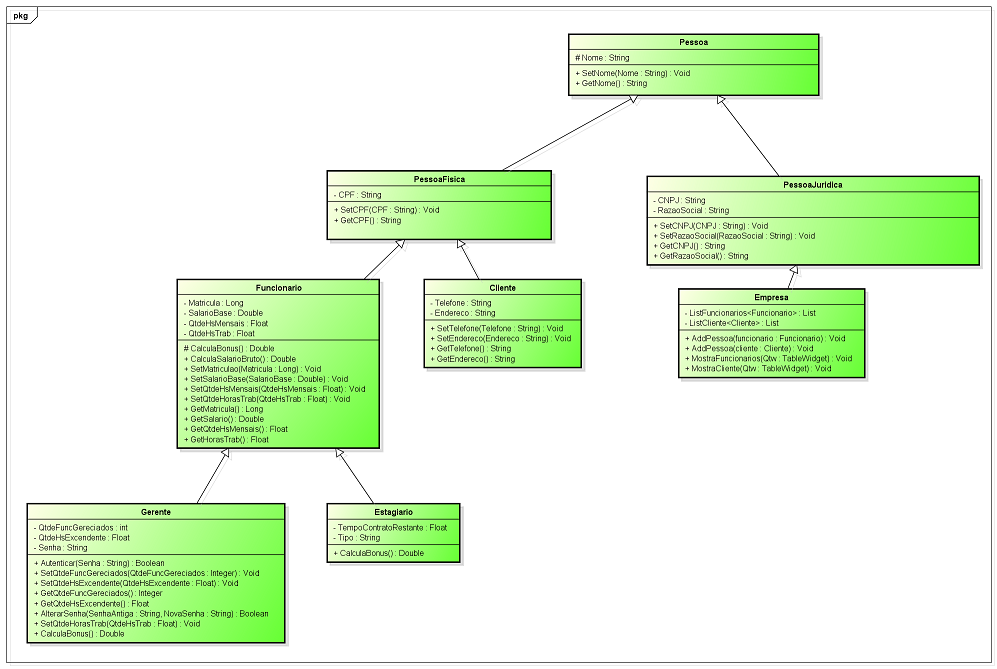 pkg
Pessoa
# Nome : String
+ SetNome(Nome : String) : Void
+ GetNome() : String
PessoaFisica
- CPF : String
+ SetCPF(CPF : String) : Void
+ GetCPF() : String
PessoaJuridica
- CNPJ : String
- RazaoSocial : String
+ SetCNPJ(CNPJ : String) : Void
+ SetRazaoSocial(RazaoSocial : String) : Void
+ GetCNPJ() : String
+ GetRazaoSocial() : String
Funcionario
- Matricula : Long
- SalarioBase : Double
- QtdeHsMensais : Float
- QtdeHsTrab : Float
# CalculaBonus() : Double
+ CalculaSalarioBruto() : Double
+ SetMatriculao(Matricula : Long) : Void
+ SetSalarioBase(SalarioBase : Double) : Void
+ SetQtdeHsMensais(QtdeHsMensais : Float) : Void
+ SetQtdeHorasTrab(QtdeHsTrab : Float) : Void
+ GetMatricula() : Long
+ GetSalario() : Double
+ GetQtdeHsMensais() : Float
+ GetHorasTrab() : Float
Cliente
- Telefone : String
- Endereco : String
+ SetTelefone(Telefone : String) : Void
+ SetEndereco(Endereco : String) : Void
+ GetTelefone() : String
+ GetEndereco() : String
Empresa
- ListFuncionarios<Funcionario> : List
- ListCliente<Cliente> : List
+ AddPessoa(funcionario : Funcionario) : Void
+ AddPessoa(cliente : Cliente) : Void
+ MostraFuncionarios(Qtw : TableWidget) : Void
+ MostraCliente(Qtw : TableWidget) : Void
Gerente
- QtdeFuncGereciados : int
- QtdeHsExcendente : Float
- Senha : String
+ Autenticar(Senha : String) : Boolean
+ SetQtdeFuncGereciados(QtdeFuncGereciados : Integer) : Void
+ SetQtdeHsExcendente(QtdeHsExcendente : Float) : Void
+ GetQtdeFuncGereciados() : Integer
+ GetQtdeHsExcendente() : Float
+ AlterarSenha(SenhaAntiga : String, NovaSenha : String) : Boolean
+ SetQtdeHorasTrab(QtdeHsTrab : Float) : Void
+ CalculaBonus() : Double
Estagiario
- TempoContratoRestante : Float
- Tipo : String
+ CalculaBonus() : Double